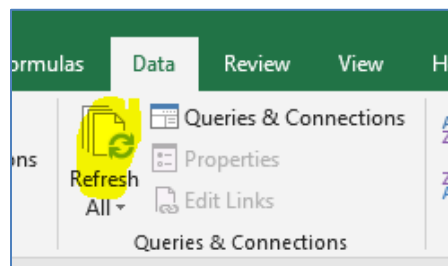 ormulas Data Review View H
Queries & Connections
ons Refresh All
Properties
Edit Links
Queries & Connections